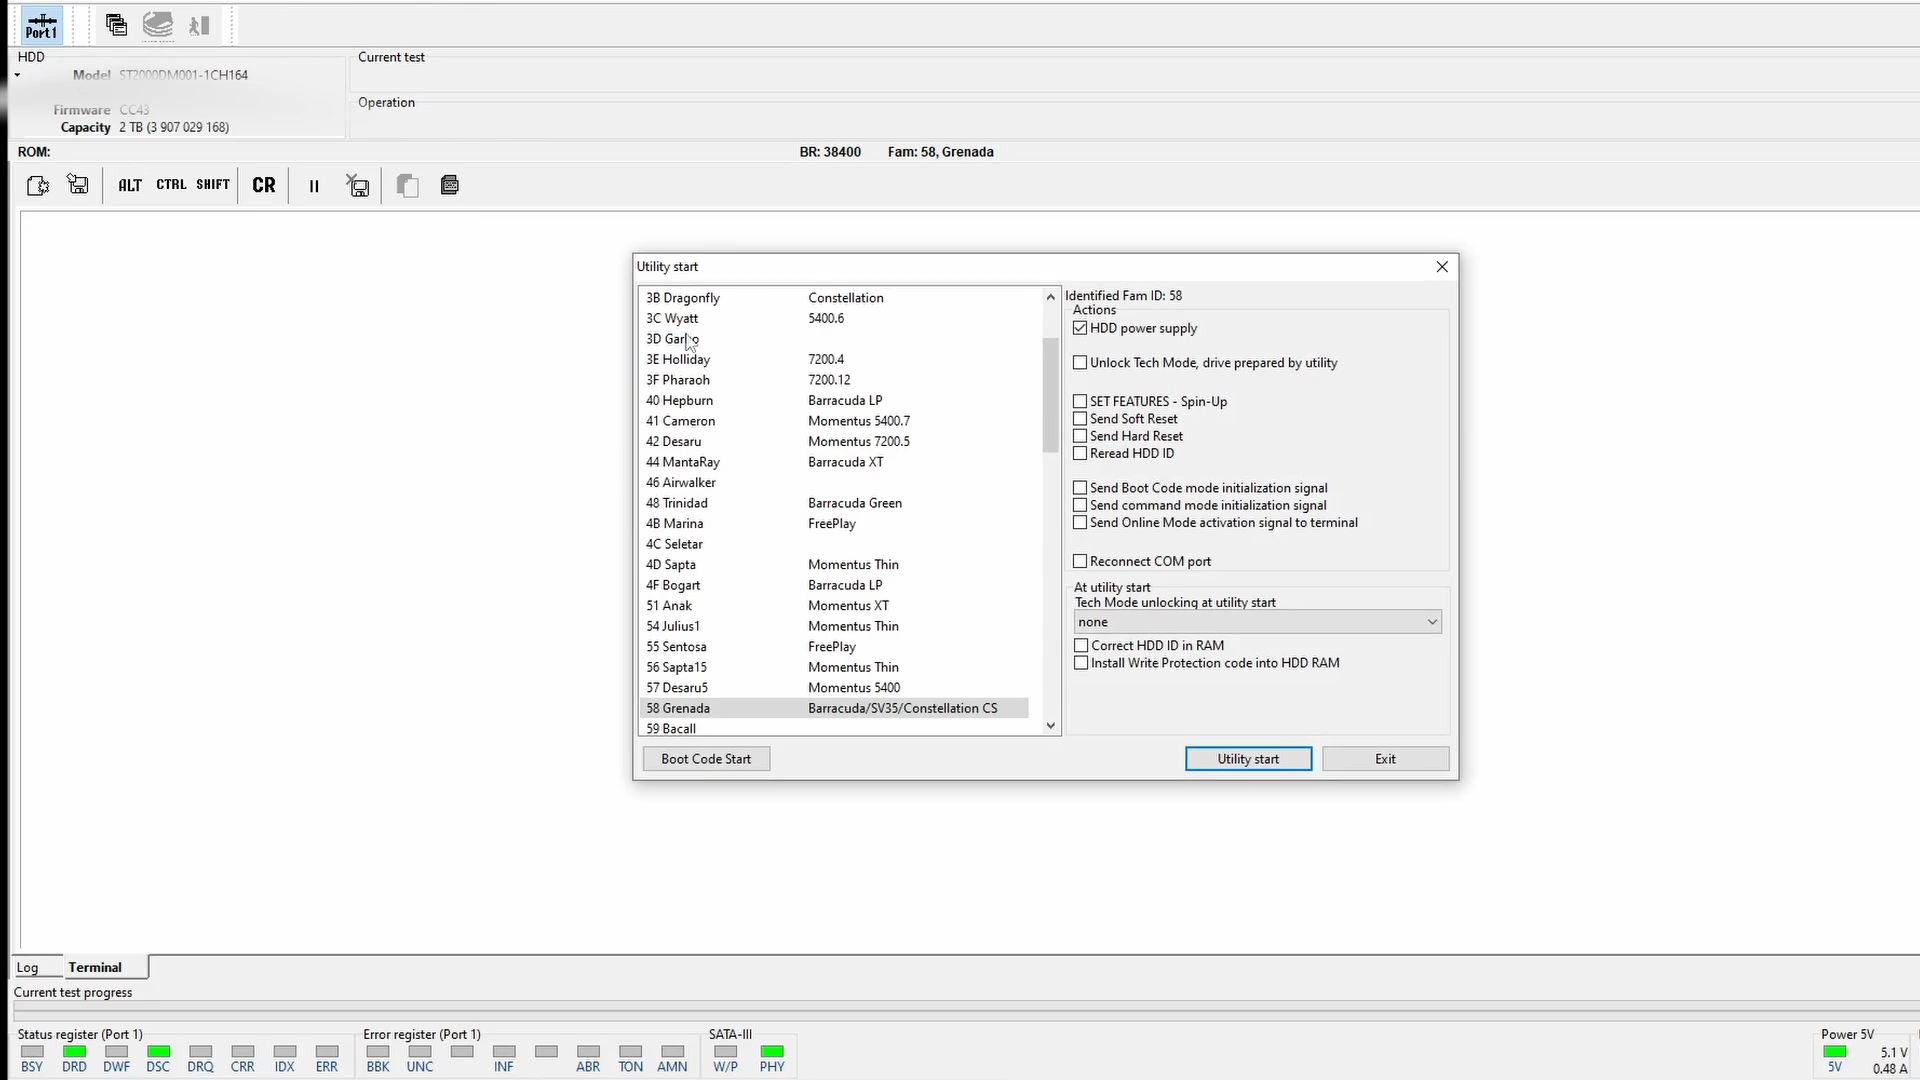 Port1
HDD
Model ST2000DM001-1CH164
Firmware CC43
Capacity 2 TB (3 907 029 168)
Current test
Operation
ROM:
BR: 38400
Fam: 58, Grenada
ALT CTRL SHIFT CR
Utility start
3B Dragonfly Constellation
3C Wyatt 5400.6
3D
3E Holliday 7200.4
3F Pharaoh 7200.12
40 Hepburn Barracuda LP
41 Cameron Momentus 5400.7
42 Desaru Momentus 7200.5
44 MantaRay Barracuda XT
46 Airwalker
48 Trinidad Barracuda Green
4B Marina FreePlay
4C Seletar
4D Sapta Momentus Thin
4F Bogart Barracuda LP
51 Anak Momentus XT
54 Julius1 Momentus Thin
55 Sentosa FreePlay
56 Sapta15 Momentus Thin
57 Desaru5 Momentus 5400
58 Grenada Barracuda/SV35/Constellation CS
59 Bacall
Identified Fam ID: 58
Actions
HDD power supply
Unlock Tech Mode, drive prepared by utility
SET FEATURES - Spin-Up
Send Soft Reset
Send Hard Reset
Reread HDD ID
Send Boot Code mode initialization signal
Send command mode initialization signal
Send Online Mode activation signal to terminal
Reconnect COM port
At utility start
Tech Mode unlocking at utility start
none
Correct HDD ID in RAM
Install Write Protection code into HDD RAM
Boot Code Start
Utility start
Exit
Log
Terminal
Current test progress
Status register (Port 1)
BSY DRD DWF DSC DRQ CRR IDX ERR
Error register (Port 1)
BBK UNC INF ABR TON AMN
SATA-III
W/P PHY
Power 5V
5V
5.1 V
0.48 A